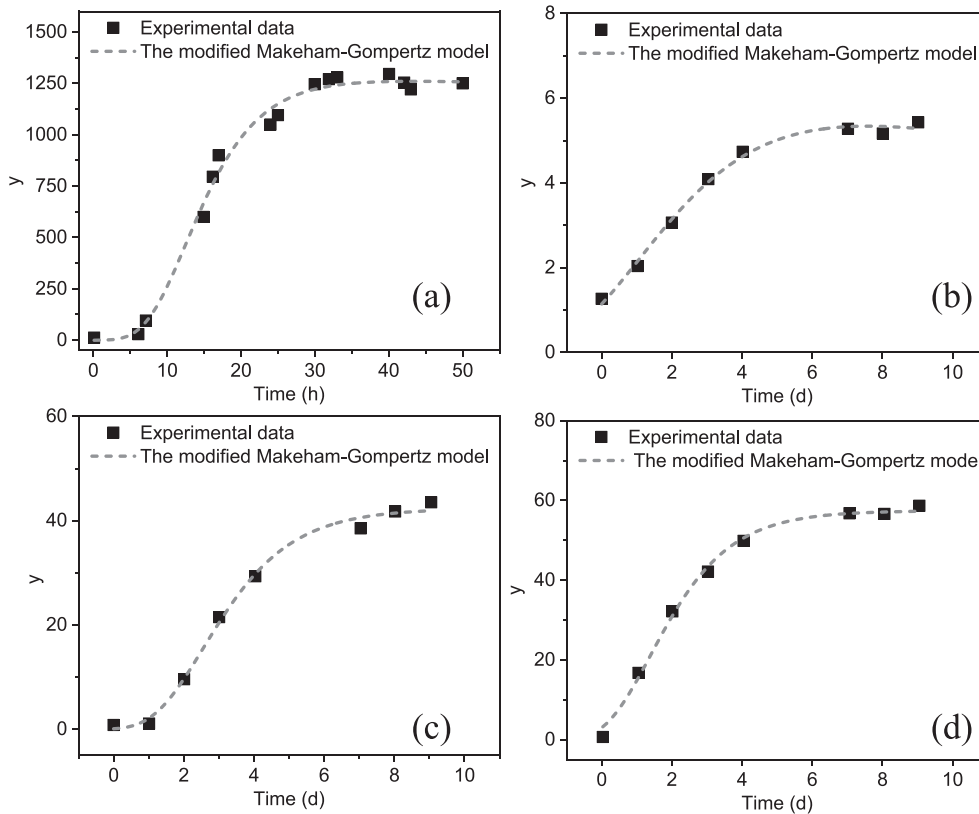 Experimental data
The modified Makeham-Gompertz model
1500
1250
1000
750
500
250
0
y
0 10 20 30 40 50
Time (h)
(a)
Experimental data
The modified Makeham-Gompertz model
8
6
4
2
0
y
0 2 4 6 8 10
Time (d)
(b)
Experimental data
The modified Makeham-Gompertz model
60
40
20
0
y
0 2 4 6 8 10
Time (d)
(c)
Experimental data
The modified Makeham-Gompertz mode
80
60
40
20
0
y
0 2 4 6 8 10
Time (d)
(d)